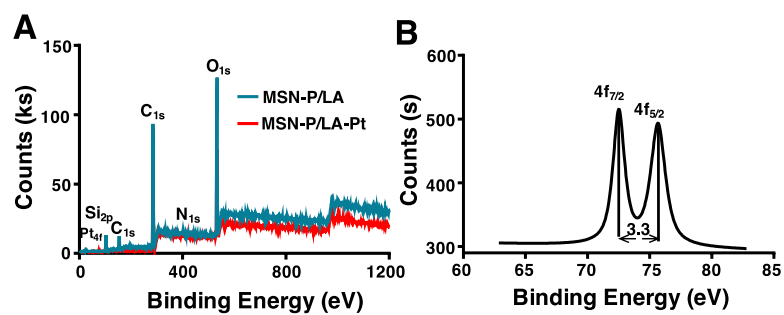 A
Counts (ks)
150
100
50
0
0
400
800
1200
Binding Energy (eV)
O1s
C1s
MSN-P/LA
MSN-P/LA-Pt
Si2p
Pt4f
C1s
N1s
B
Counts (s)
600
500
400
300
60
65
70
75
80
85
Binding Energy (eV)
4f7/2
4f5/2
3.3